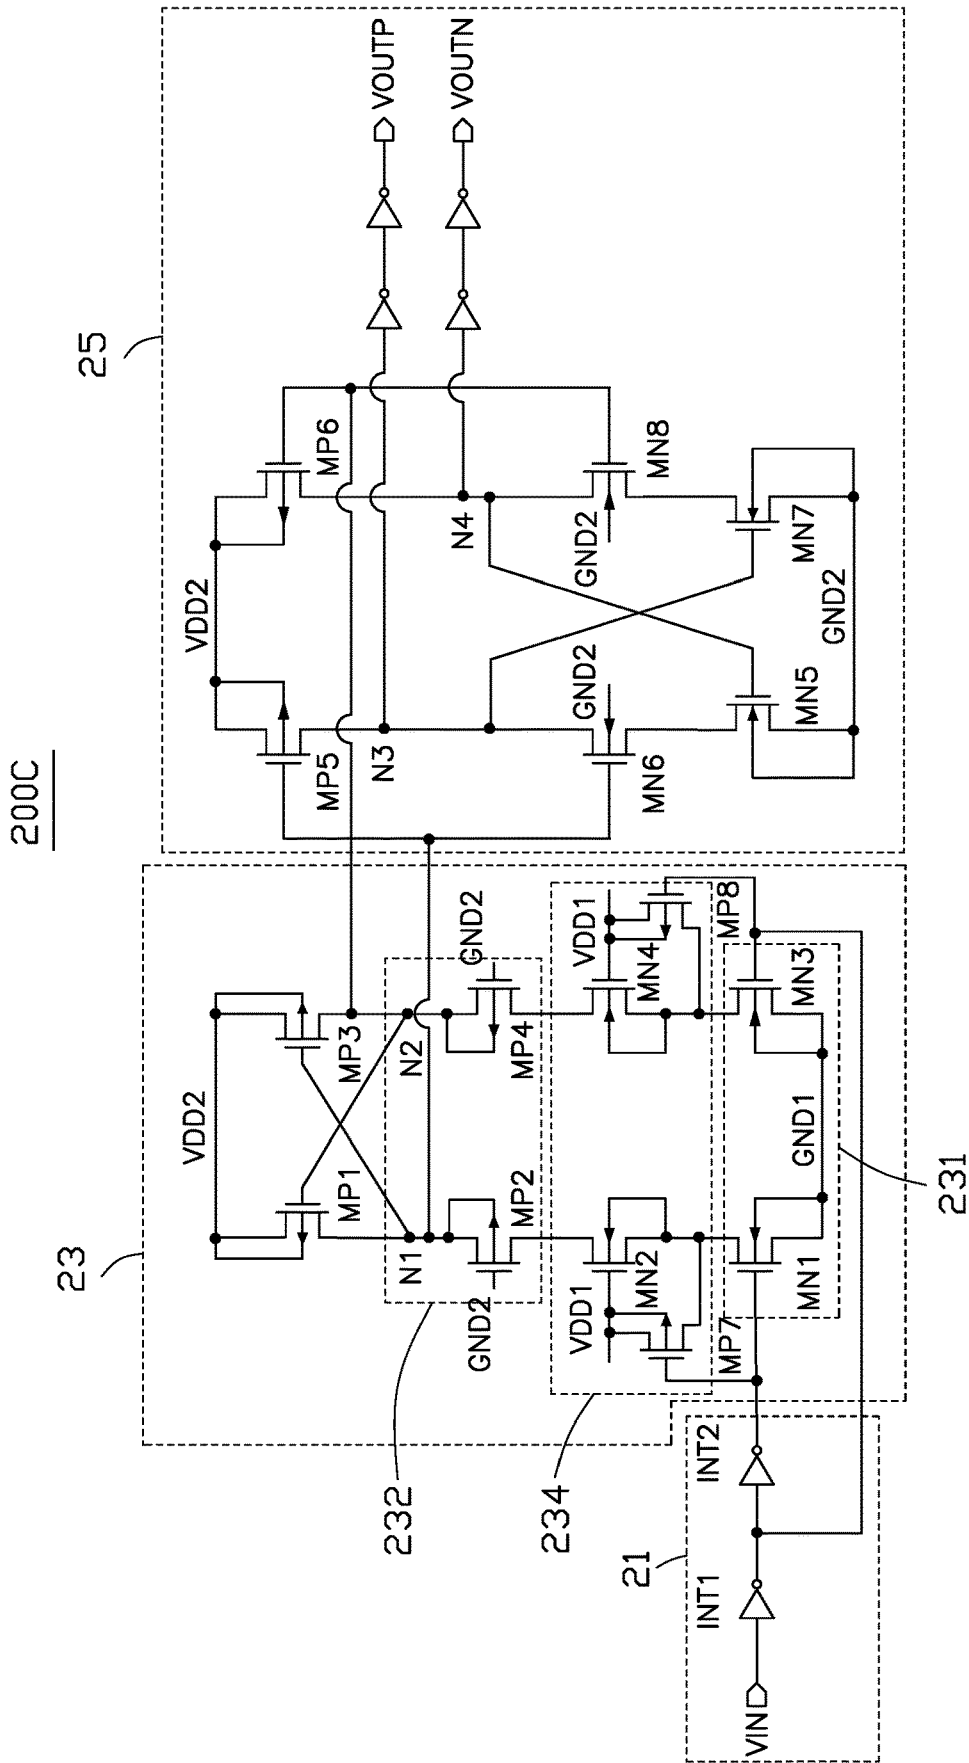 200C
23
25
VDD2
MP1
MP3
N1
N2
232
GND2
MP2
MP4
GND2
234
VDD1
MN2
MP7
VDD1
MN4
MP8
MN1
MN3
GND1
231
21
VIN
INT1
INT2
VDD2
MP5
MP6
N3
N4
GND2
GND2
MN6
MN8
MN5
MN7
GND2
VOUTP
VOUTN